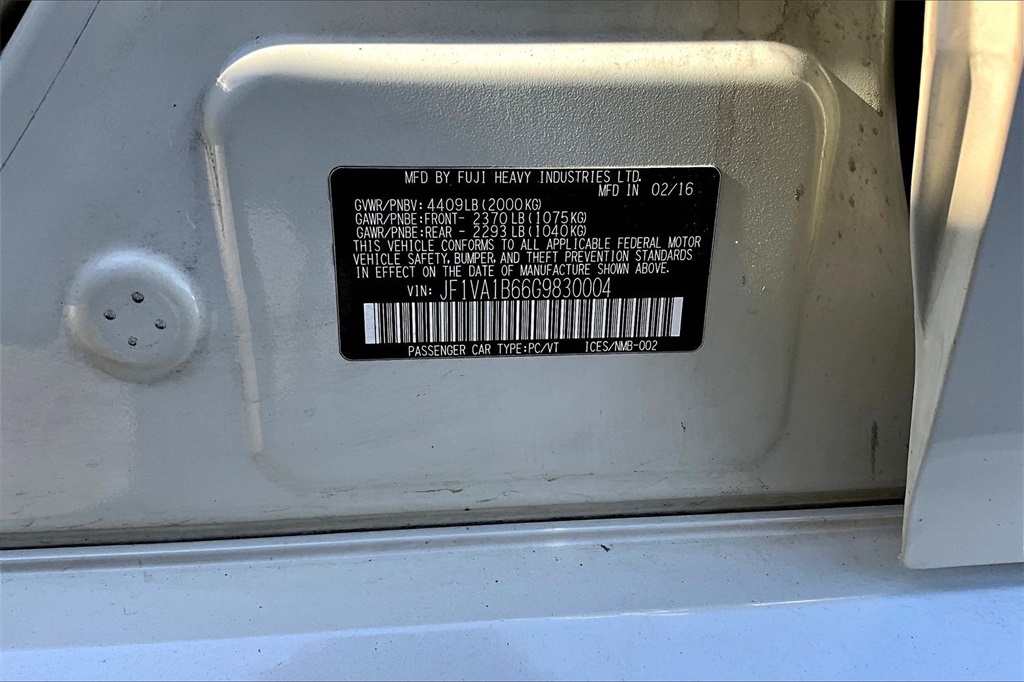 MFD BY FUJI HEAVY INDUSTRIES LTD.
MFD IN 02/16
GVWR/PNBV: 4409LB(2000KG)
GAWR/PNBE:FRONT- 2370LB(1075KG)
GAWR/PNBE:REAR - 2293LB(1040KG)
THIS VEHICLE CONFORMS TO ALL APPLICABLE FEDERAL MOTOR
VEHICLE SAFETY, BUMPER, AND THEFT PREVENTION STANDARDS
IN EFFECT ON THE DATE OF MANUFACTURE SHOWN ABOVE.
VIN: JF1VA1B66G9830004
PASSENGER CAR TYPE:PC/VT ICES/NMB-002